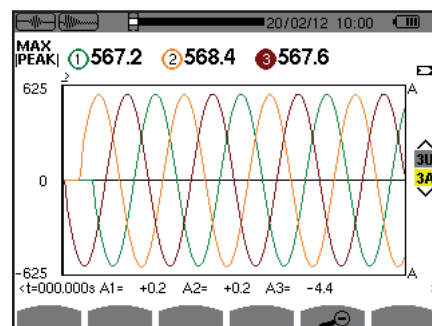 20/02/12 10:00
MAX
|PEAK| 1 567.2 2 568.4 3 567.6
625 A
3U
0 3A
-625 A
<t=000.000s A1= +0.2 A2= +0.2 A3= -4.4